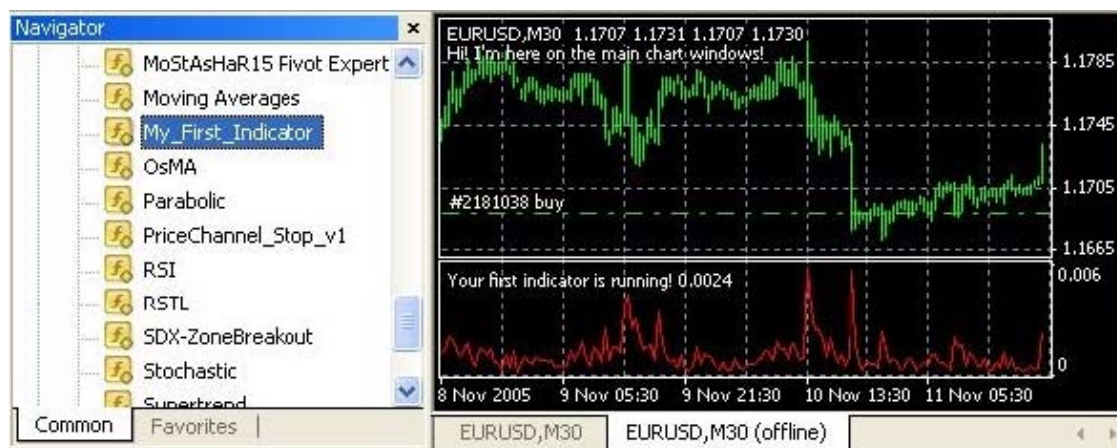 Navigator
MoStAsHaR15 Fivot Expert
Moving Averages
My_First_Indicator
OsMA
Parabolic
PriceChannel_Stop_v1
RSI
RSTL
SDX-ZoneBreakout
Stochastic
Supertrend
Common
Favorites
EURUSD,M30 1.1707 1.1731 1.1707 1.1730
Hi! I'm here on the main chart windows!
1.1785
1.1745
#2181038 buy
1.1705
1.1665
Your first indicator is running! 0.0024
0.006
0
8 Nov 2005 9 Nov 05:30 9 Nov 21:30 10 Nov 13:30 11 Nov 05:30
EURUSD,M30
EURUSD,M30 (offline)